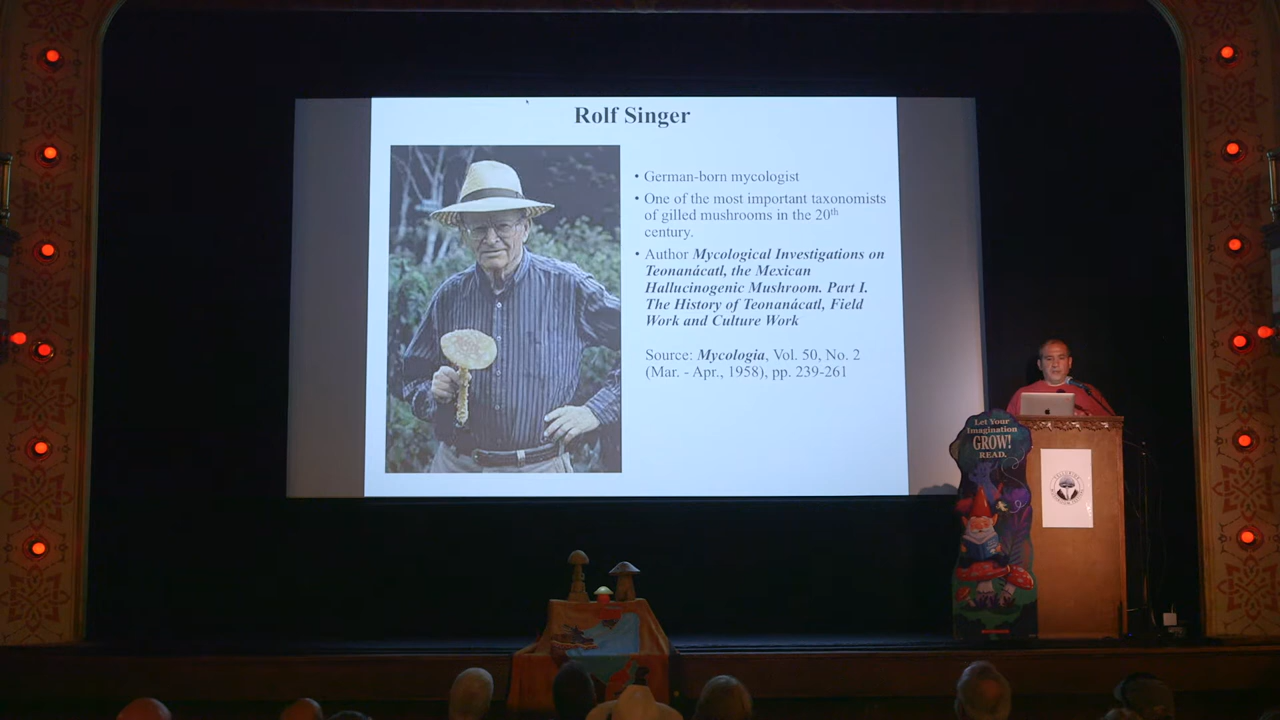 Rolf Singer
• German-born mycologist
• One of the most important taxonomists
of gilled mushrooms in the 20th
century.
• Author Mycological Investigations on
Teonanácatl, the Mexican
Hallucinogenic Mushroom. Part I.
The History of Teonanácatl, Field
Work and Culture Work
Source: Mycologia, Vol. 50, No. 2
(Mar. - Apr., 1958), pp. 239-261
Let Your
Imagination
GROW!
READ.